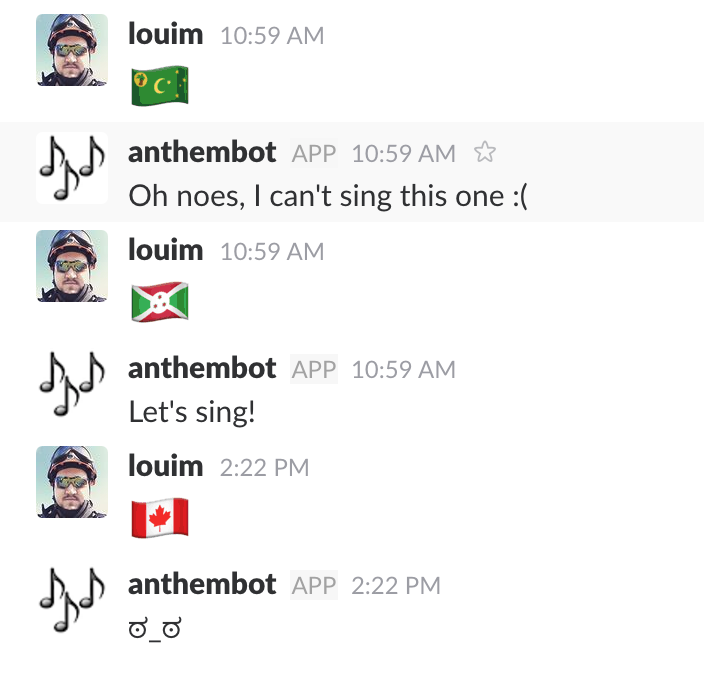 louim 10:59 AM
🇨🇨
anthembot APP 10:59 AM ☆
Oh noes, I can't sing this one :(
louim 10:59 AM
🇧🇮
anthembot APP 10:59 AM
Let's sing!
louim 2:22 PM
🇨🇦
anthembot APP 2:22 PM
ಠ_ಠ